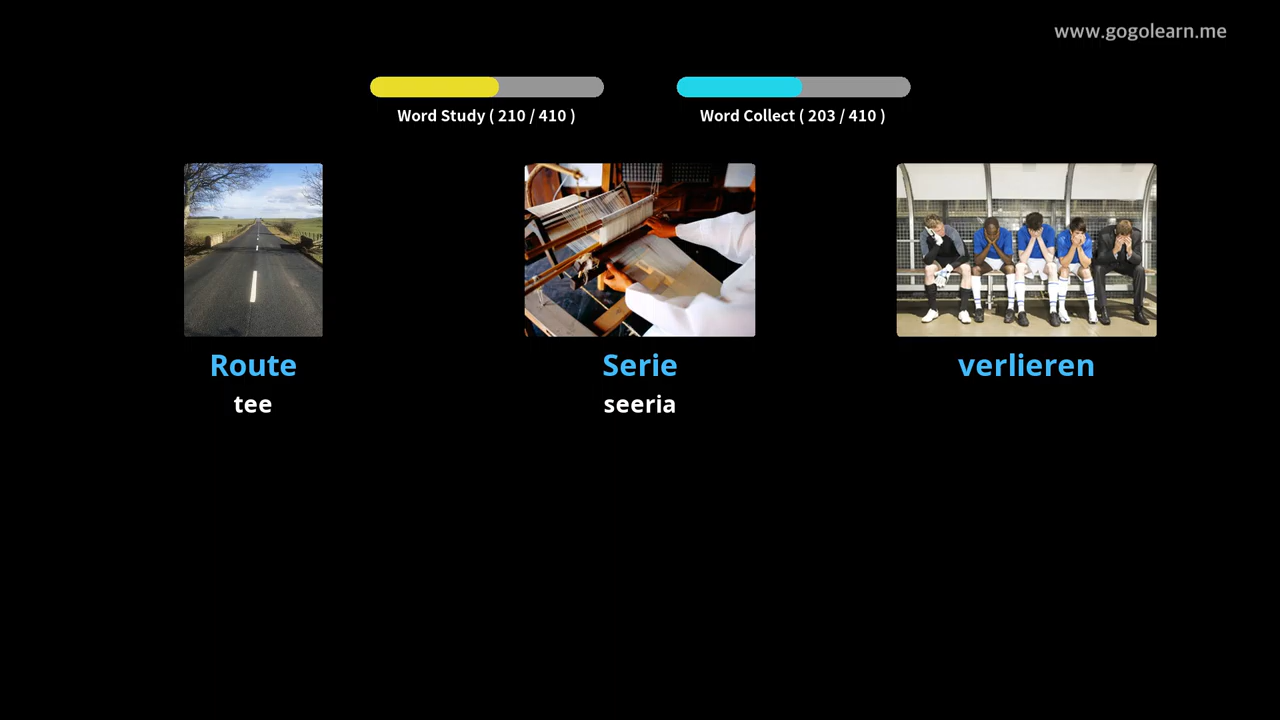 www.gogolearn.me
Word Study ( 210 / 410 )
Word Collect ( 203 / 410 )
Route
tee
Serie
seeria
verlieren